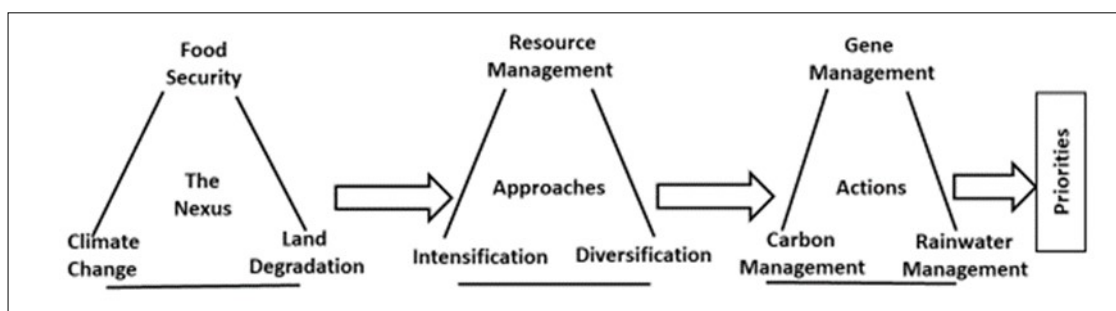 Food
Security
The
Nexus
Climate
Change
Land
Degradation
Resource
Management
Approaches
Intensification
Diversification
Gene
Management
Actions
Carbon
Management
Rainwater
Management
Priorities